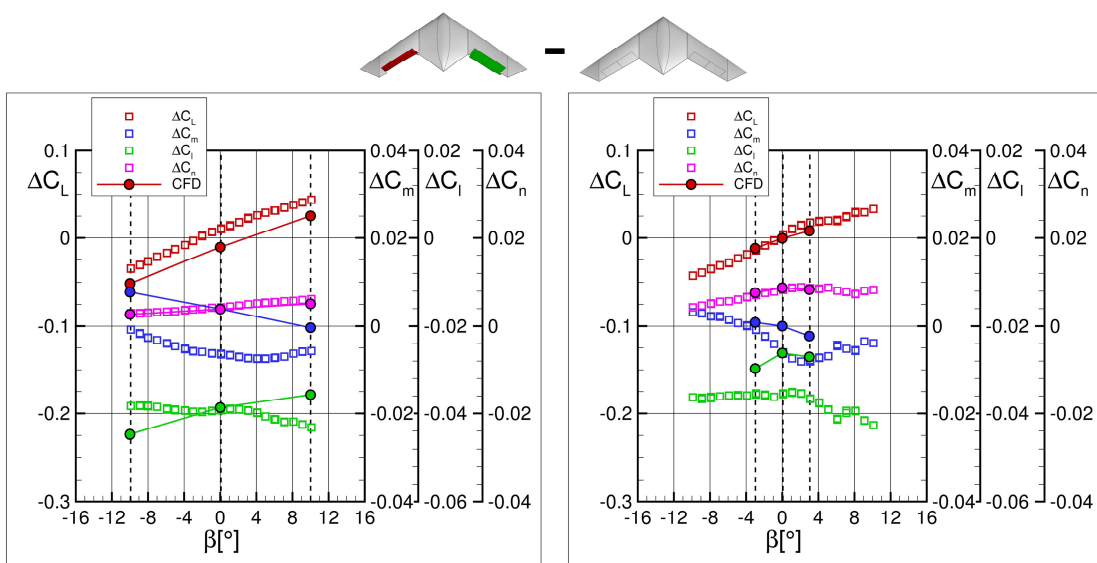 ΔC_L
ΔC_m
ΔC_l
ΔC_n
CFD
0.1 0.04 0.02 0.04
ΔC_L ΔC_m ΔC_l ΔC_n
0 0.02 0 0.02
-0.1 0 -0.02 0
-0.2 -0.02 -0.04 -0.02
-0.3 -0.04 -0.06 -0.04
-16 -12 -8 -4 0 4 8 12 16
β[°]
ΔC_L
ΔC_m
ΔC_l
ΔC_n
CFD
0.1 0.04 0.02 0.04
ΔC_L ΔC_m ΔC_l ΔC_n
0 0.02 0 0.02
-0.1 0 -0.02 0
-0.2 -0.02 -0.04 -0.02
-0.3 -0.04 -0.06 -0.04
-16 -12 -8 -4 0 4 8 12 16
β[°]